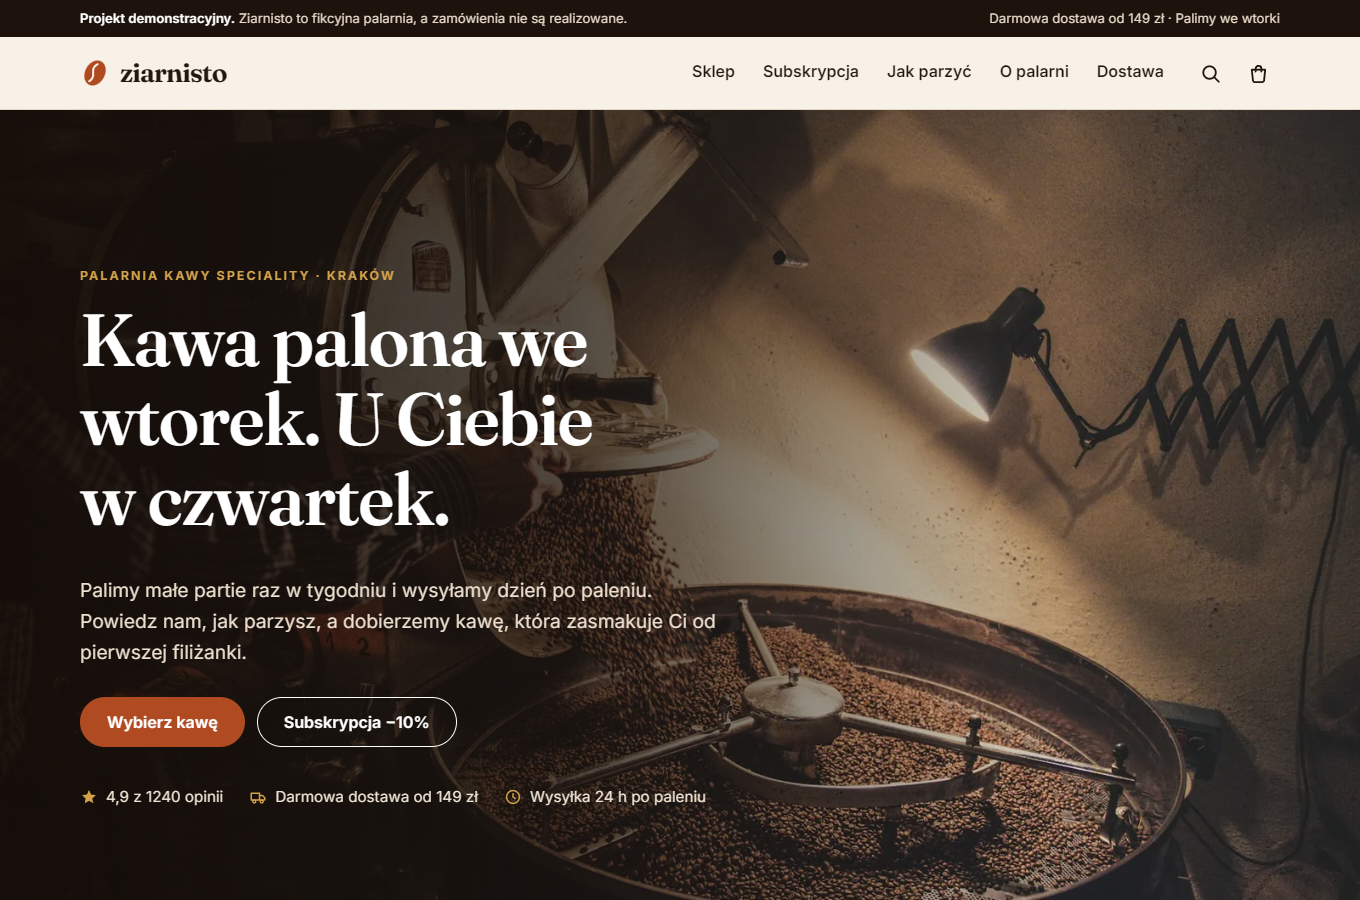 Projekt demonstracyjny. Ziarnisto to fikcyjna palarnia, a zamówienia nie są realizowane.
Darmowa dostawa od 149 zł · Palimy we wtorki
ziarnisto
Sklep
Subskrypcja
Jak parzyć
O palarni
Dostawa
PALARNIA KAWY SPECIALITY · KRAKÓW
Kawa palona we
wtorek. U Ciebie
w czwartek.
Palimy małe partie raz w tygodniu i wysyłamy dzień po paleniu.
Powiedz nam, jak parzysz, a dobierzemy kawę, która zasmakuje Ci od
pierwszej filiżanki.
1 2
Wybierz kawę
Subskrypcja −10%
4,9 z 1240 opinii
Darmowa dostawa od 149 zł
Wysyłka 24 h po paleniu